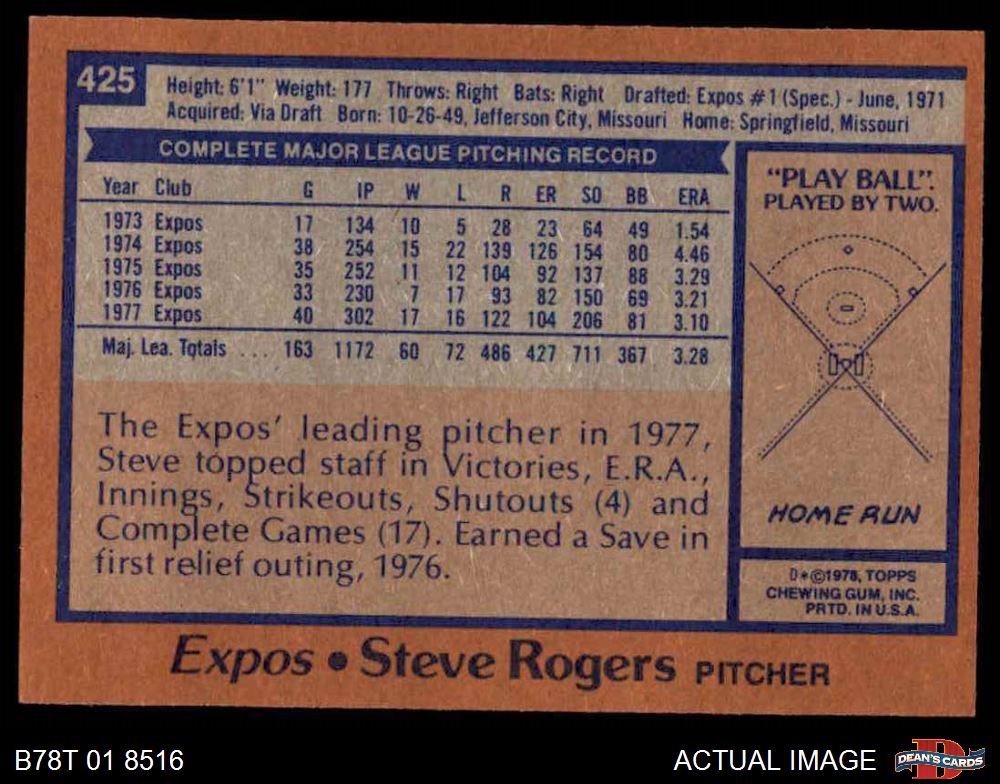 425
Height: 6'1" Weight: 177 Throws: Right Bats: Right Drafted: Expos #1 (Spec.) - June, 1971
Acquired: Via Draft Born: 10-26-49, Jefferson City, Missouri Home: Springfield, Missouri
COMPLETE MAJOR LEAGUE PITCHING RECORD
Year Club G IP W L R ER SO BB ERA
1973 Expos 17 134 10 5 28 23 64 49 1.54
1974 Expos 38 254 15 22 139 126 154 80 4.46
1975 Expos 35 252 11 12 104 92 137 88 3.29
1976 Expos 33 230 7 17 93 82 150 69 3.21
1977 Expos 40 302 17 16 122 104 206 81 3.10
Maj. Lea. Totals ... 163 1172 60 72 486 427 711 367 3.28
The Expos' leading pitcher in 1977,
Steve topped staff in Victories, E.R.A.,
Innings, Strikeouts, Shutouts (4) and
Complete Games (17). Earned a Save in
first relief outing, 1976.
"PLAY BALL".
PLAYED BY TWO.
HOME RUN
D*©1978, TOPPS
CHEWING GUM, INC.
PRTD. IN U.S.A.
Expos • Steve Rogers PITCHER
B78T 01 8516
ACTUAL IMAGE
D
DEAN'S CARDS